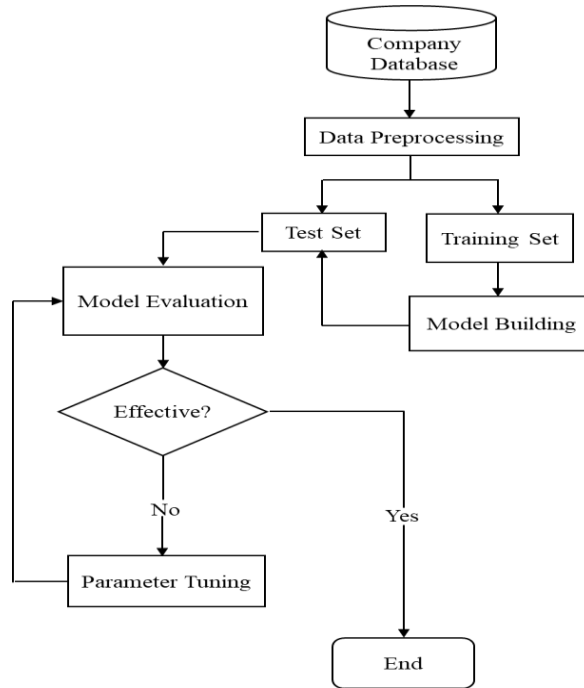 Company
Database
Data Preprocessing
Test Set
Training Set
Model Evaluation
Model Building
Effective?
No
Yes
Parameter Tuning
End